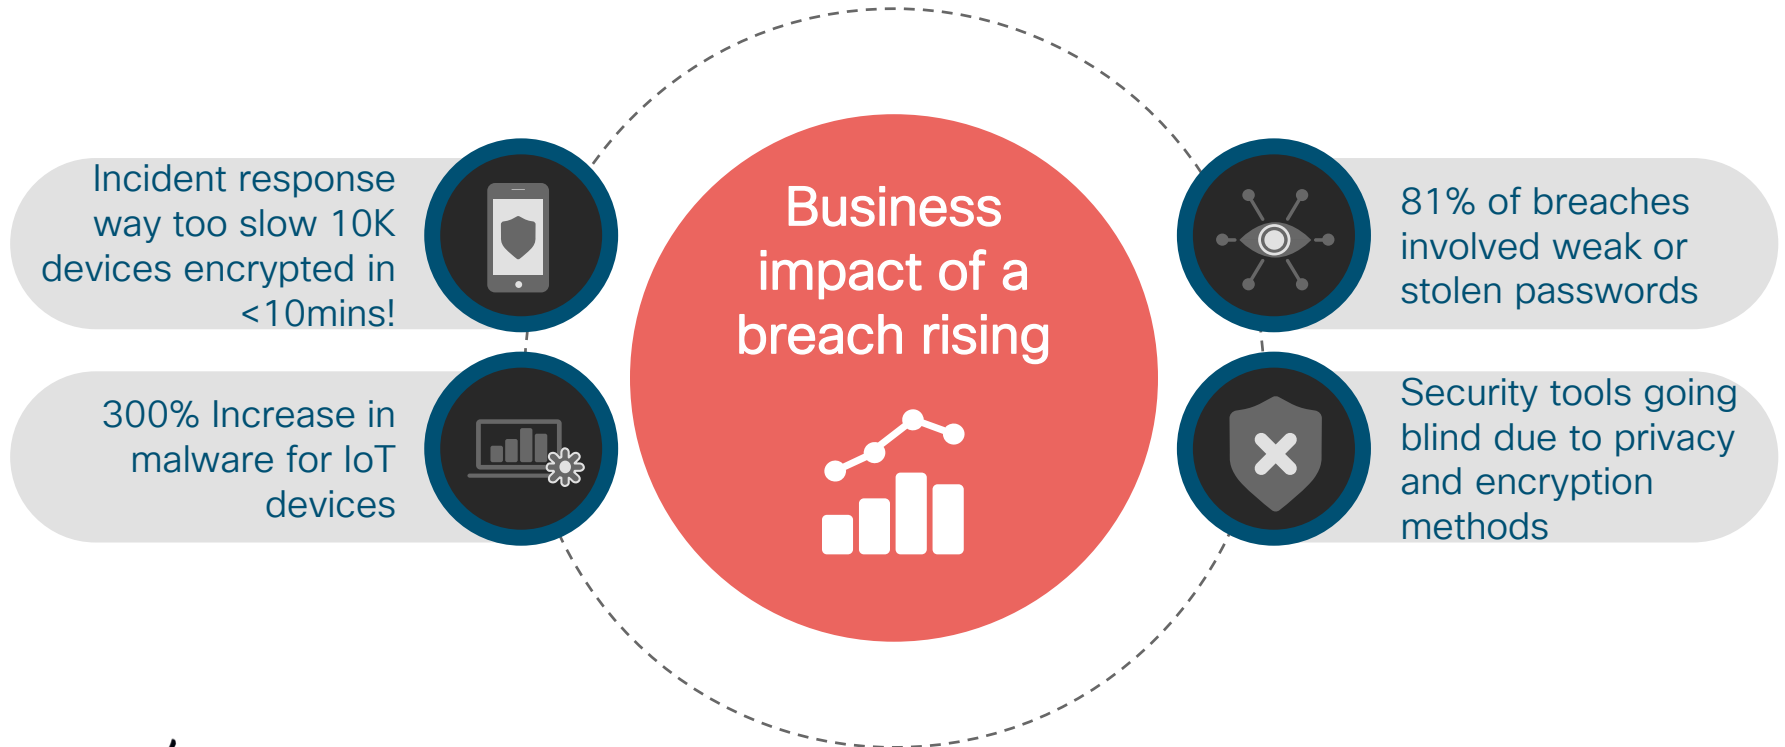 Incident response
way too slow 10K
devices encrypted in
<10mins!
300% Increase in
malware for IoT
devices
Business
impact of a
breach rising
81% of breaches
involved weak or
stolen passwords
Security tools going
blind due to privacy
and encryption
methods